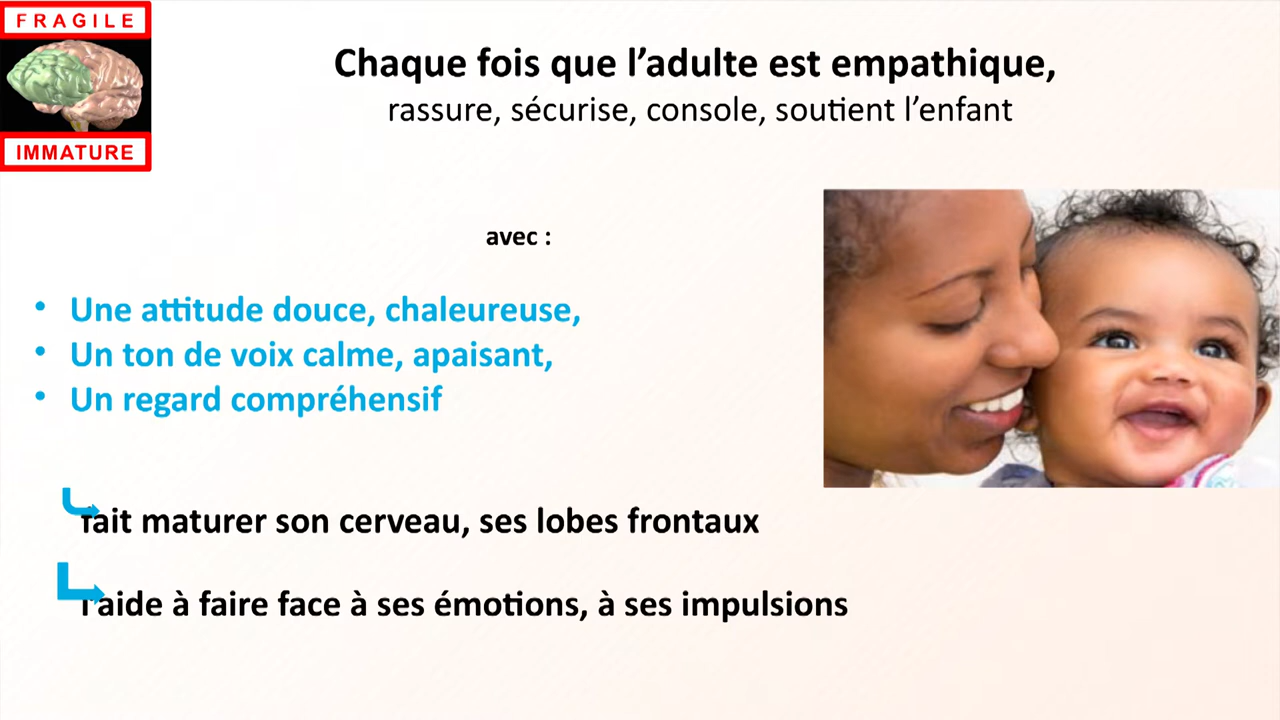 FRAGILE
IMMATURE
Chaque fois que l’adulte est empathique,
rassure, sécurise, console, soutient l’enfant
avec :
• Une attitude douce, chaleureuse,
• Un ton de voix calme, apaisant,
• Un regard compréhensif
fait maturer son cerveau, ses lobes frontaux
l’aide à faire face à ses émotions, à ses impulsions